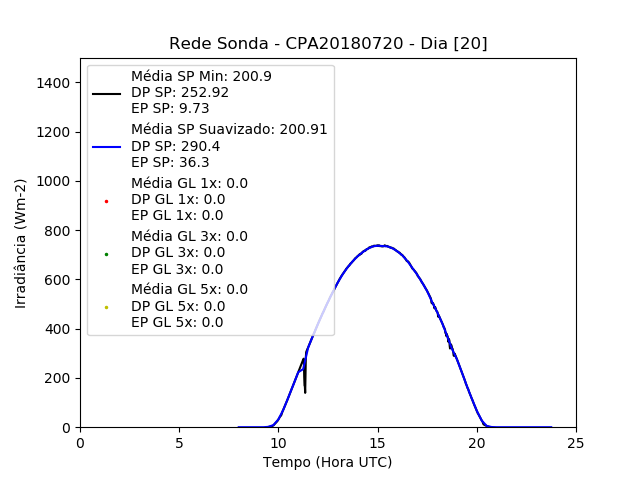 Rede Sonda - CPA20180720 - Dia [20]
Irradiância (Wm-2)
1400
1200
1000
800
600
400
200
0
Média SP Min: 200.9
DP SP: 252.92
EP SP: 9.73
Média SP Suavizado: 200.91
DP SP: 290.4
EP SP: 36.3
Média GL 1x: 0.0
DP GL 1x: 0.0
EP GL 1x: 0.0
Média GL 3x: 0.0
DP GL 3x: 0.0
EP GL 3x: 0.0
Média GL 5x: 0.0
DP GL 5x: 0.0
EP GL 5x: 0.0
0 5 10 15 20 25
Tempo (Hora UTC)